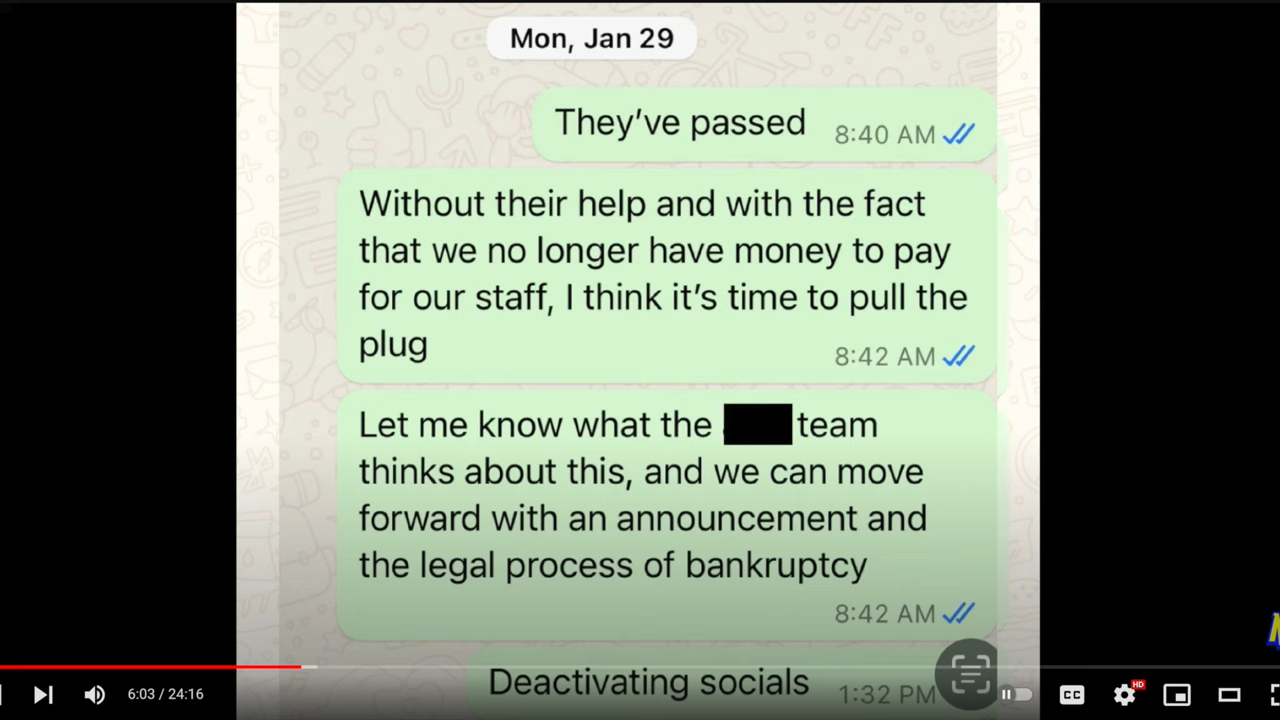 Mon, Jan 29
They’ve passed 8:40 AM
Without their help and with the fact
that we no longer have money to pay
for our staff, I think it’s time to pull the
plug 8:42 AM
Let me know what the team
thinks about this, and we can move
forward with an announcement and
the legal process of bankruptcy
8:42 AM
Deactivating socials 1:32 PM
6:03 / 24:16 CC HD